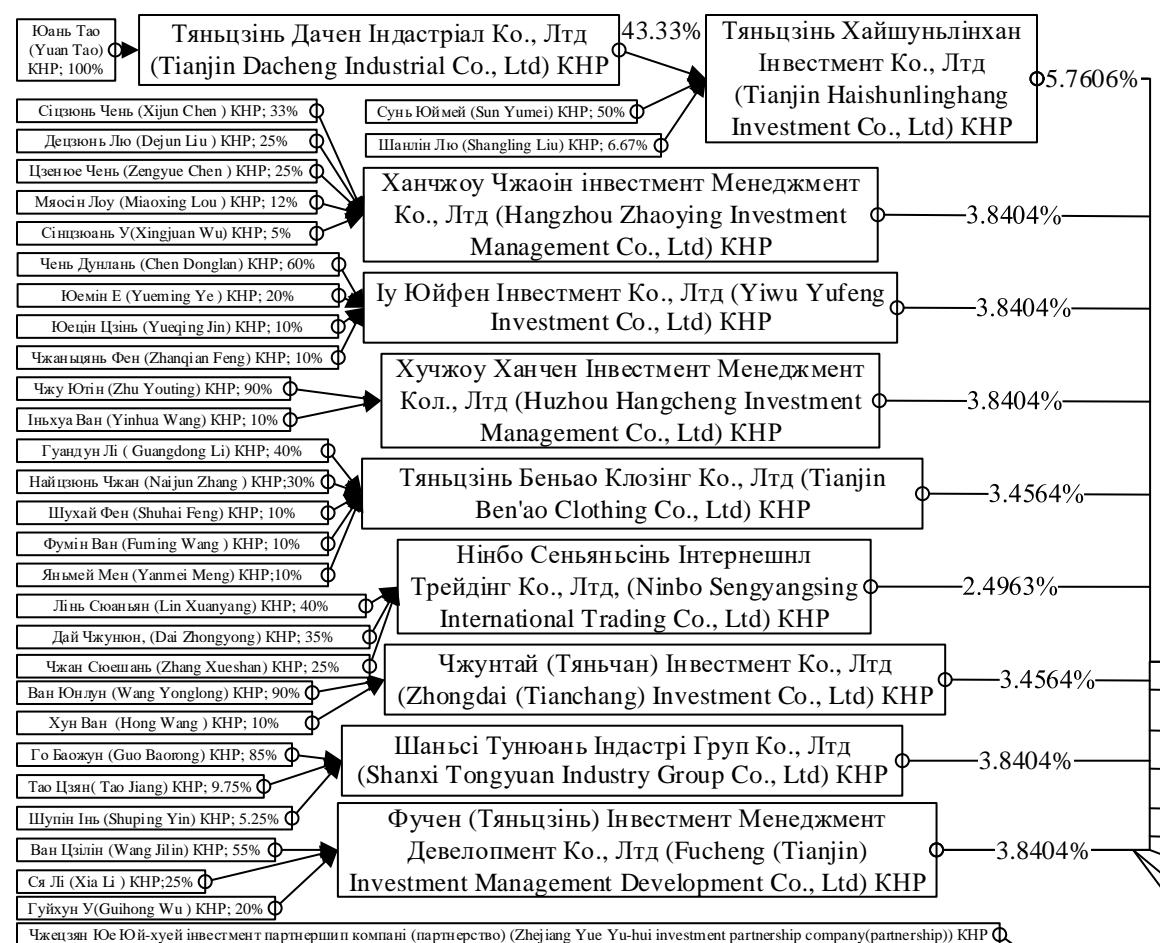 Юань Тао
(Yuan Tao)
КНР; 100%
Тяньцзінь Дачен Індастріал Ко., Лтд
(Tianjin Dacheng Industrial Co., Ltd) КНР
43.33%
Тяньцзінь Хайшуньлінхан
Інвестмент Ко., Лтд
(Tianjin Haishunlinghang
Investment Co., Ltd) КНР
5.7606%
Сунь Юймей (Sun Yumei) КНР; 50%
Шанлін Лю (Shangling Liu) КНР; 6.67%
Сіцзюнь Чень (Xijun Chen) КНР; 33%
Децзюнь Лю (Dejun Liu ) КНР; 25%
Цзенюе Чень (Zengyue Chen ) КНР; 25%
Мяосін Лоу (Miaoxing Lou ) КНР; 12%
Сінцзюань У(Xingjuan Wu) КНР; 5%
Ханчжоу Чжаоін інвестмент Менеджмент
Ко., Лтд (Hangzhou Zhaoying Investment
Management Co., Ltd) КНР
3.8404%
Чень Дунлань (Chen Donglan) КНР; 60%
Юемін Е (Yueming Ye ) КНР; 20%
Юецін Цзінь (Yueqing Jin) КНР; 10%
Чжаньцянь Фен (Zhanqian Feng) КНР; 10%
Іу Юйфен Інвестмент Ко., Лтд (Yiwu Yufeng
Investment Co., Ltd) КНР
3.8404%
Чжу Ютін (Zhu Youting) КНР; 90%
Іньхуа Ван (Yinhua Wang) КНР; 10%
Хучжоу Ханчен Інвестмент Менеджмент
Кол., Лтд (Huzhou Hangcheng Investment
Management Co., Ltd) КНР
3.8404%
Гуандун Лі ( Guangdong Li) КНР; 40%
Найцзюнь Чжан (Naijun Zhang ) КНР;30%
Шухай Фен (Shuhai Feng) КНР; 10%
Фумін Ван (Fuming Wang ) КНР; 10%
Яньмей Мен (Yanmei Meng) КНР;10%
Тяньцзінь Беньао Клозінг Ко., Лтд (Tianjin
Ben'ao Clothing Co., Ltd) КНР
3.4564%
Лінь Сюаньян (Lin Xuanyang) КНР; 40%
Дай Чжунюн, (Dai Zhongyong) КНР; 35%
Чжан Сюешань (Zhang Xueshan) КНР; 25%
Нінбо Сеньяньсінь Інтернешнл
Трейдінг Ко., Лтд, (Ninbo Sengyangsing
International Trading Co., Ltd) КНР
2.4963%
Ван Юнлун (Wang Yonglong) КНР; 90%
Хун Ван (Hong Wang ) КНР; 10%
Чжунтай (Тяньчан) Інвестмент Ко., Лтд
(Zhongdai (Tianchang) Investment Co., Ltd) КНР
3.4564%
Го Баожун (Guo Baorong) КНР; 85%
Тао Цзян( Tao Jiang) КНР; 9.75%
Шупін Інь (Shuping Yin) КНР; 5.25%
Шаньсі Тунюань Індастрі Груп Ко., Лтд
(Shanxi Tongyuan Industry Group Co., Ltd) КНР
3.8404%
Ван Цзілін (Wang Jilin) КНР; 55%
Ся Лі (Xia Li ) КНР;25%
Гуйхун У(Guihong Wu ) КНР; 20%
Фучен (Тяньцзінь) Інвестмент Менеджмент
Девелопмент Ко., Лтд (Fucheng (Tianjin)
Investment Management Development Co., Ltd) КНР
3.8404%
Чжецзян Юе Юй-хуей інвестмент партнершип компані (партнерство) (Zhejiang Yue Yu-hui investment partnership company(partnership)) КНР